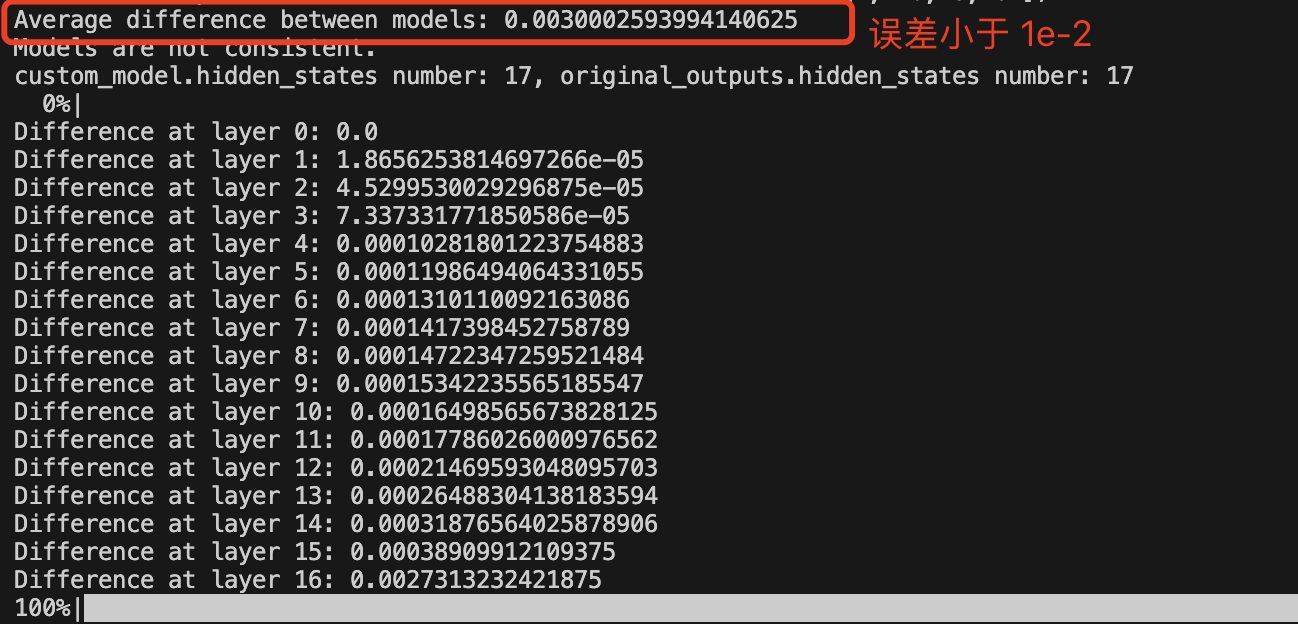 Average difference between models: 0.0030002593994140625
误差小于 1e-2
Models are not consistent.
custom_model.hidden_states number: 17, original_outputs.hidden_states number: 17
0%|
Difference at layer 0: 0.0
Difference at layer 1: 1.8656253814697266e-05
Difference at layer 2: 4.5299530029296875e-05
Difference at layer 3: 7.337331771850586e-05
Difference at layer 4: 0.000102818012237548​83
Difference at layer 5: 0.00011986494064331055
Difference at layer 6: 0.0001310110092163086
Difference at layer 7: 0.0001417398452758789
Difference at layer 8: 0.00014722347259521484
Difference at layer 9: 0.00015342235565185547
Difference at layer 10: 0.00016498565673828125
Difference at layer 11: 0.00017786026000976562
Difference at layer 12: 0.00021469593048095703
Difference at layer 13: 0.00026488304138183594
Difference at layer 14: 0.00031876564025878906
Difference at layer 15: 0.00038909912109375
Difference at layer 16: 0.0027313232421875
100%|